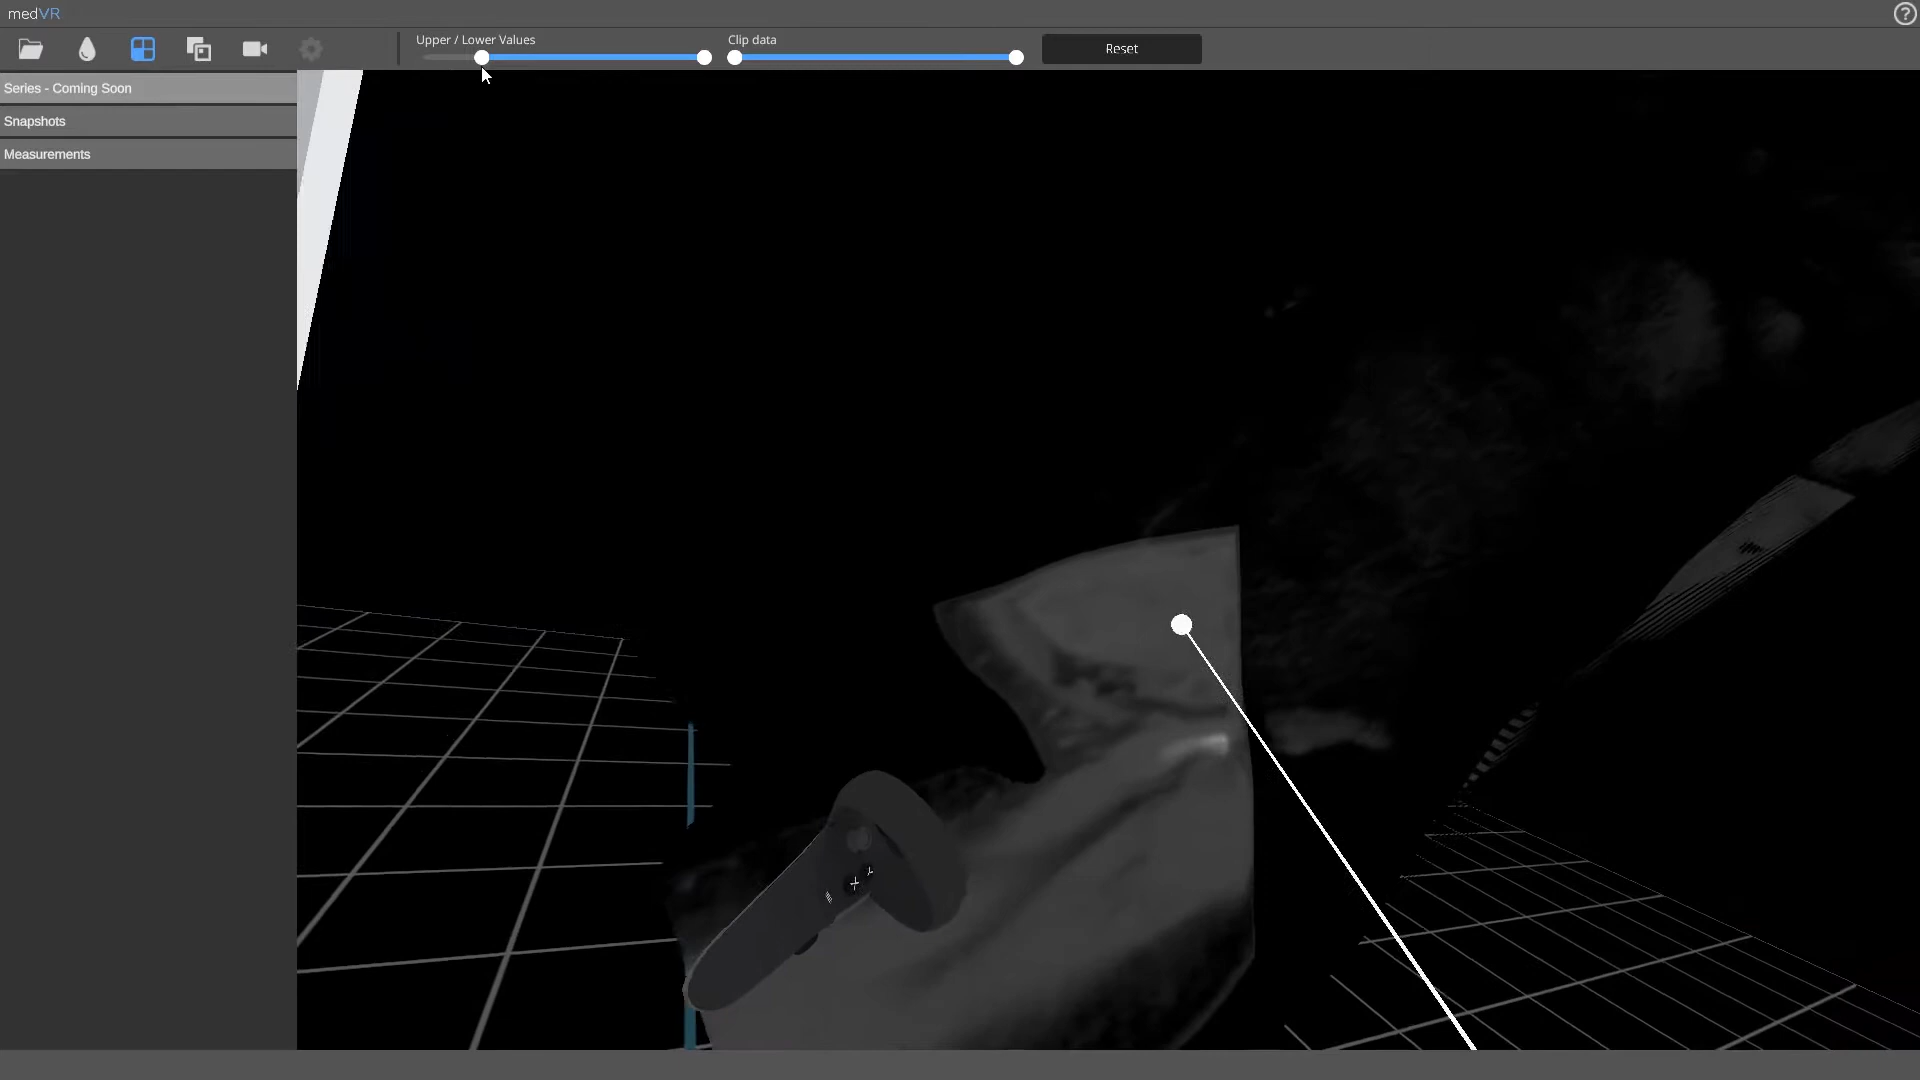 medVR
Upper / Lower Values
Clip data
Reset
Series - Coming Soon
Snapshots
Measurements